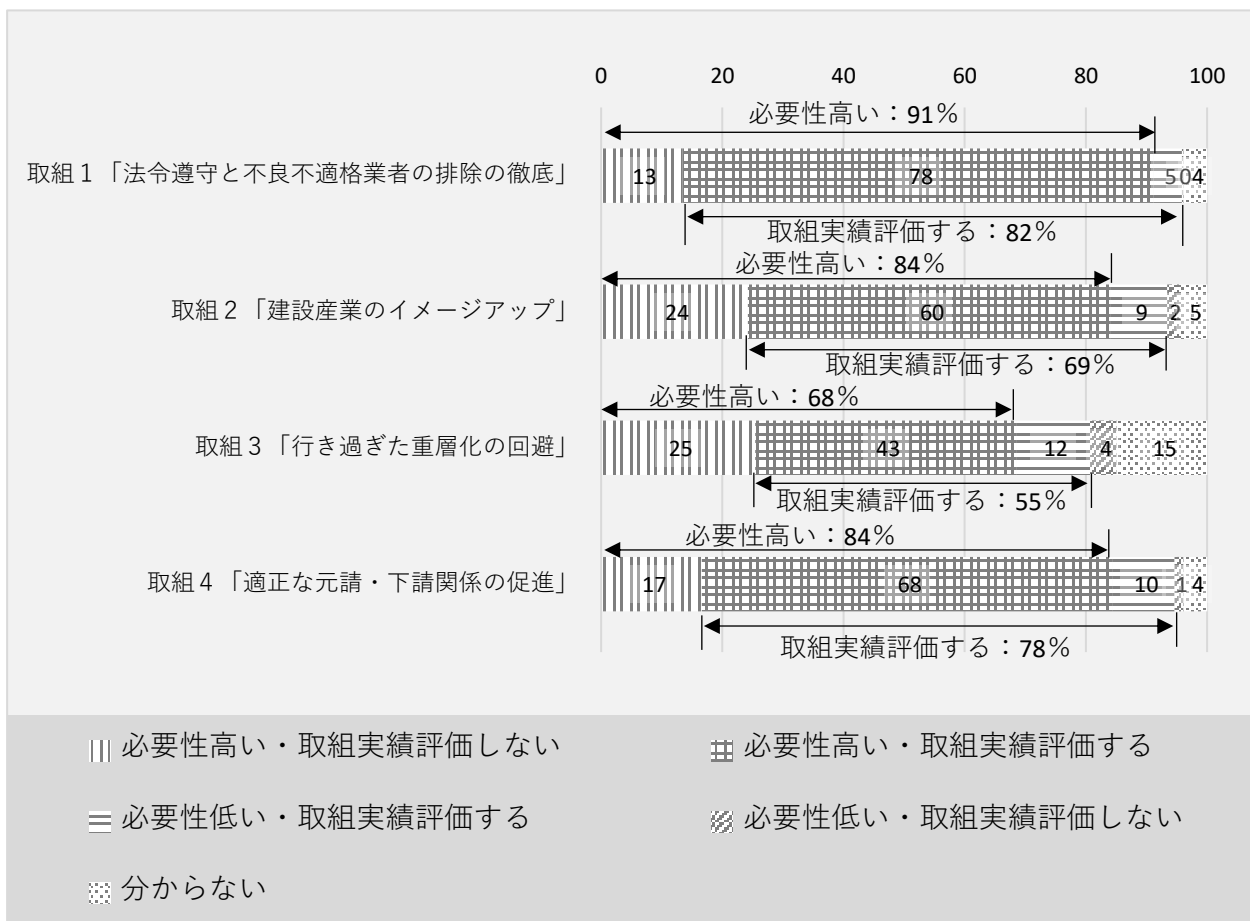 0 20 40 60 80 100
必要性高い：91%
取組１「法令遵守と不良不適格業者の排除の徹底」 13 78 5 0 4
取組実績評価する：82%
必要性高い：84%
取組２「建設産業のイメージアップ」 24 60 9 2 5
取組実績評価する：69%
必要性高い：68%
取組３「行き過ぎた重層化の回避」 25 43 12 4 15
取組実績評価する：55%
必要性高い：84%
取組４「適正な元請・下請関係の促進」 17 68 10 1 4
取組実績評価する：78%
必要性高い・取組実績評価しない 必要性高い・取組実績評価する
必要性低い・取組実績評価する 必要性低い・取組実績評価しない
分からない